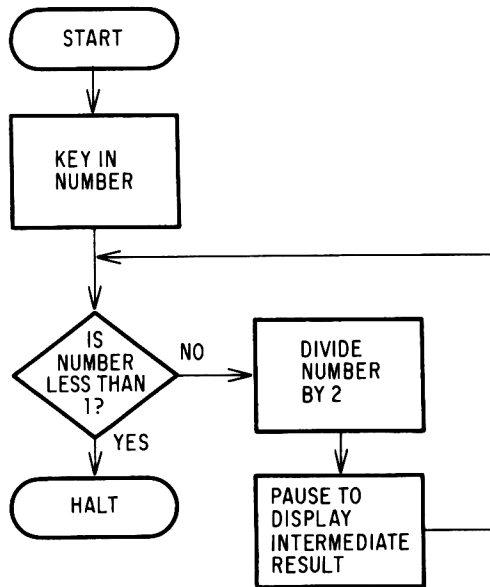 START
KEY IN
NUMBER
IS
NUMBER
LESS THAN
1?
NO
YES
HALT
DIVIDE
NUMBER
BY 2
PAUSE TO
DISPLAY
INTERMEDIATE
RESULT